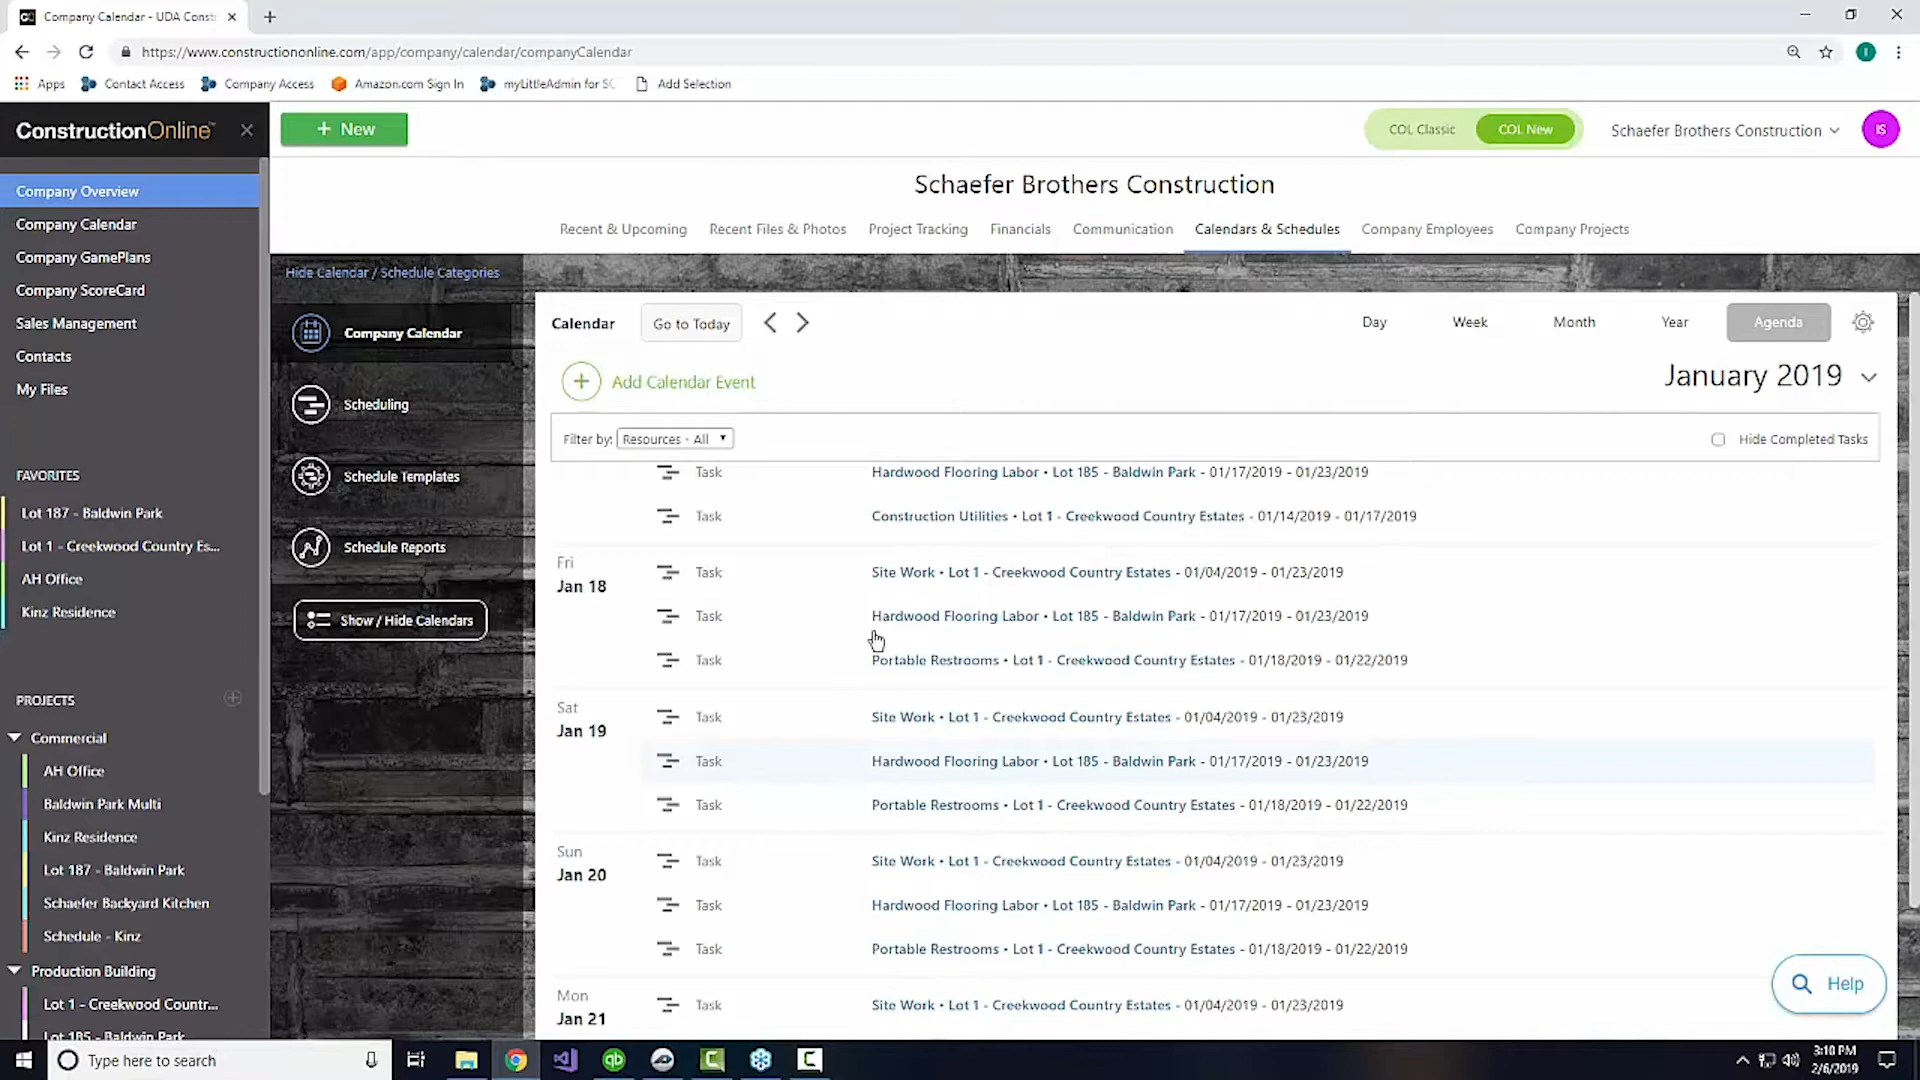 Company Calendar - UDA Const
https://www.constructiononline.com/app/company/calendar/companyCalendar
Apps
Contact Access
Company Access
Amazon.com Sign In
myLittleAdmin for SC
Add Selection
ConstructionOnline™
+ New
COL Classic
COL New
Schaefer Brothers Construction
IS
Company Overview
Company Calendar
Company GamePlans
Company ScoreCard
Sales Management
Contacts
My Files
FAVORITES
Lot 187 - Baldwin Park
Lot 1 - Creekwood Country Es...
AH Office
Kinz Residence
PROJECTS
Commercial
AH Office
Baldwin Park Multi
Kinz Residence
Lot 187 - Baldwin Park
Schaefer Backyard Kitchen
Schedule - Kinz
Production Building
Lot 1 - Creekwood Countr...
Lot 185 - Baldwin Park
Schaefer Brothers Construction
Recent & Upcoming
Recent Files & Photos
Project Tracking
Financials
Communication
Calendars & Schedules
Company Employees
Company Projects
Hide Calendar / Schedule Categories
Company Calendar
Scheduling
Schedule Templates
Schedule Reports
Show / Hide Calendars
Calendar
Go to Today
Day
Week
Month
Year
Agenda
Add Calendar Event
January 2019
Filter by: Resources - All
Hide Completed Tasks
Task Hardwood Flooring Labor • Lot 185 - Baldwin Park - 01/17/2019 - 01/23/2019
Task Construction Utilities • Lot 1 - Creekwood Country Estates - 01/14/2019 - 01/17/2019
Fri
Jan 18
Task Site Work • Lot 1 - Creekwood Country Estates - 01/04/2019 - 01/23/2019
Task Hardwood Flooring Labor • Lot 185 - Baldwin Park - 01/17/2019 - 01/23/2019
Task Portable Restrooms • Lot 1 - Creekwood Country Estates - 01/18/2019 - 01/22/2019
Sat
Jan 19
Task Site Work • Lot 1 - Creekwood Country Estates - 01/04/2019 - 01/23/2019
Task Hardwood Flooring Labor • Lot 185 - Baldwin Park - 01/17/2019 - 01/23/2019
Task Portable Restrooms • Lot 1 - Creekwood Country Estates - 01/18/2019 - 01/22/2019
Sun
Jan 20
Task Site Work • Lot 1 - Creekwood Country Estates - 01/04/2019 - 01/23/2019
Task Hardwood Flooring Labor • Lot 185 - Baldwin Park - 01/17/2019 - 01/23/2019
Task Portable Restrooms • Lot 1 - Creekwood Country Estates - 01/18/2019 - 01/22/2019
Mon
Jan 21
Task Site Work • Lot 1 - Creekwood Country Estates - 01/04/2019 - 01/23/2019
Help
Type here to search
3:10 PM
2/6/2019